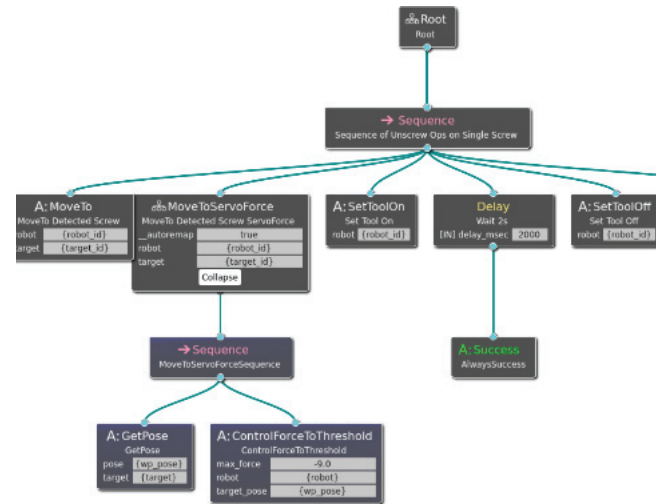 Root
Root
→ Sequence
Sequence of Unscrew Ops on Single Screw
A: MoveTo
MoveTo Detected Screw
robot {robot_id}
target {target_id}
MoveToServoForce
MoveTo Detected Screw ServoForce
__autoremap true
robot {robot_id}
target {target_id}
Collapse
A: SetToolOn
Set Tool On
robot {robot_id}
Delay
Wait 2s
[IN] delay_msec 2000
A: SetToolOff
Set Tool Off
robot {robot_id}
→ Sequence
MoveToServoForceSequence
A: Success
AlwaysSuccess
A: GetPose
GetPose
pose {wp_pose}
target {target}
A: ControlForceToThreshold
ControlForceToThreshold
max_force -9.0
robot {robot}
target_pose {wp_pose}